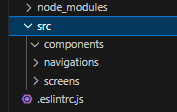 node_modules
src
components
navigations
screens
.eslintrc.js